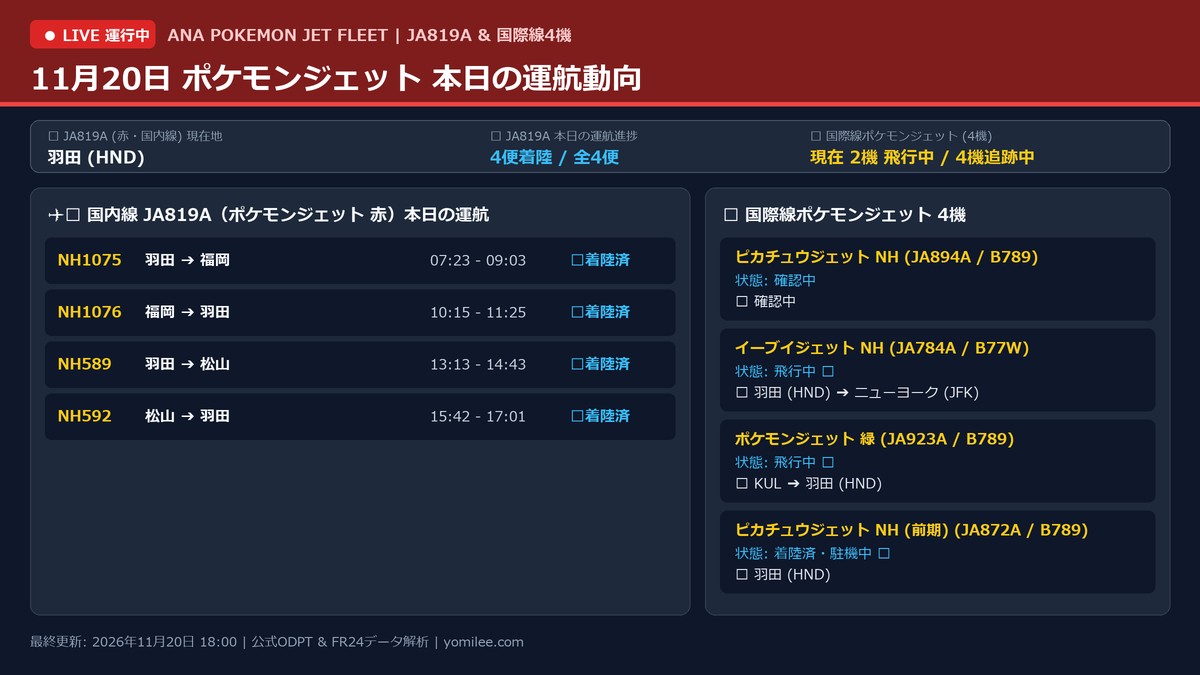 ● LIVE 運行中 ANA POKEMON JET FLEET | JA819A & 国際線4機
11月20日 ポケモンジェット 本日の運航動向
□ JA819A (赤・国内線) 現在地
羽田 (HND)
□ JA819A 本日の運航進捗
4便着陸 / 全4便
□ 国際線ポケモンジェット (4機)
現在 2機 飛行中 / 4機追跡中
✈□ 国内線 JA819A（ポケモンジェット 赤）本日の運航
NH1075 羽田 → 福岡 07:23 - 09:03 □着陸済
NH1076 福岡 → 羽田 10:15 - 11:25 □着陸済
NH589 羽田 → 松山 13:13 - 14:43 □着陸済
NH592 松山 → 羽田 15:42 - 17:01 □着陸済
□ 国際線ポケモンジェット 4機
ピカチュウジェット NH (JA894A / B789)
状態: 確認中
□ 確認中
イーブイジェット NH (JA784A / B77W)
状態: 飛行中 □
□ 羽田 (HND) ➔ ニューヨーク (JFK)
ポケモンジェット 緑 (JA923A / B789)
状態: 飛行中 □
□ KUL ➔ 羽田 (HND)
ピカチュウジェット NH (前期) (JA872A / B789)
状態: 着陸済・駐機中 □
□ 羽田 (HND)
最終更新: 2026年11月20日 18:00 | 公式ODPT & FR24データ解析 | yomilee.com